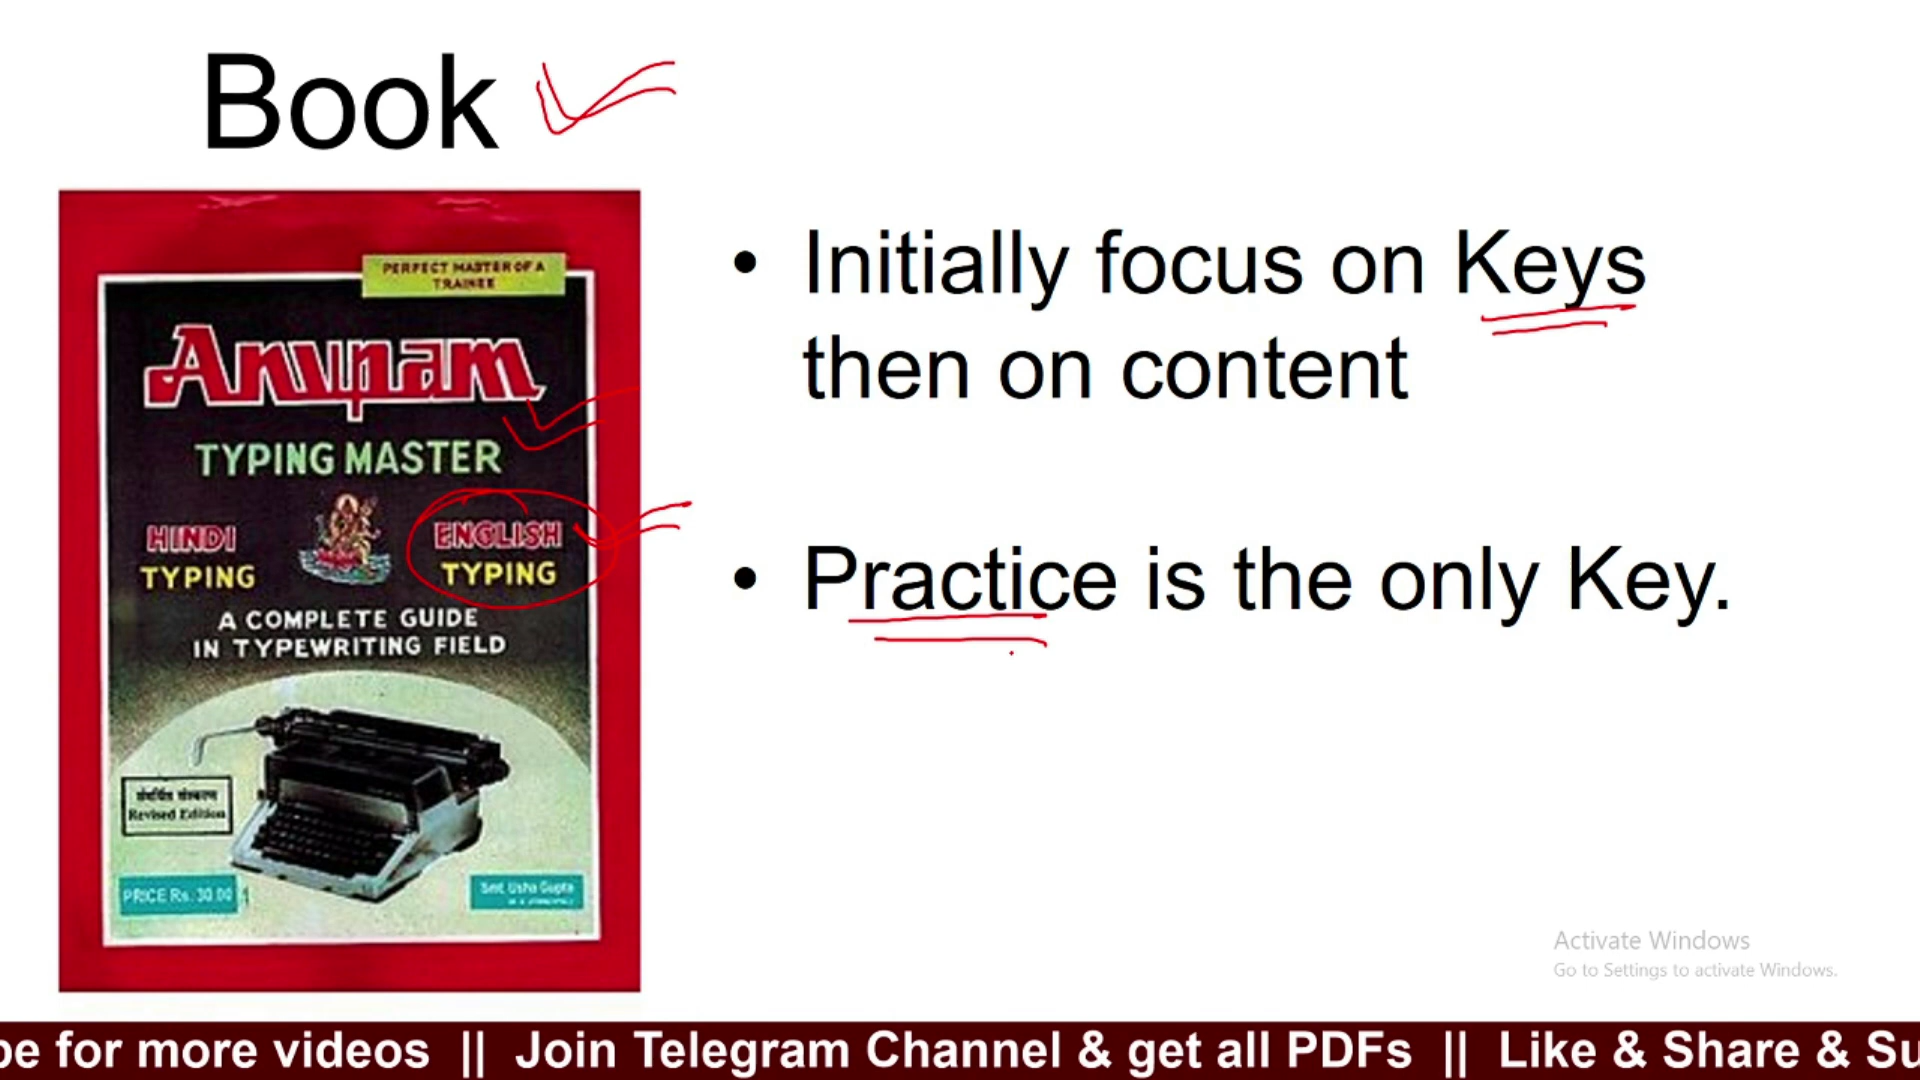 Book
PERFECT MASTER OF A
TRAINEE
Anupam
TYPING MASTER
HINDI
TYPING
ENGLISH
TYPING
A COMPLETE GUIDE
IN TYPEWRITING FIELD
संशोधित संस्करण
Revised Edition
PRICE Rs. 30.00
Smt. Usha Gupta
• Initially focus on Keys
then on content
• Practice is the only Key.
Activate Windows
Go to Settings to activate Windows.
be for more videos || Join Telegram Channel & get all PDFs || Like & Share & Su